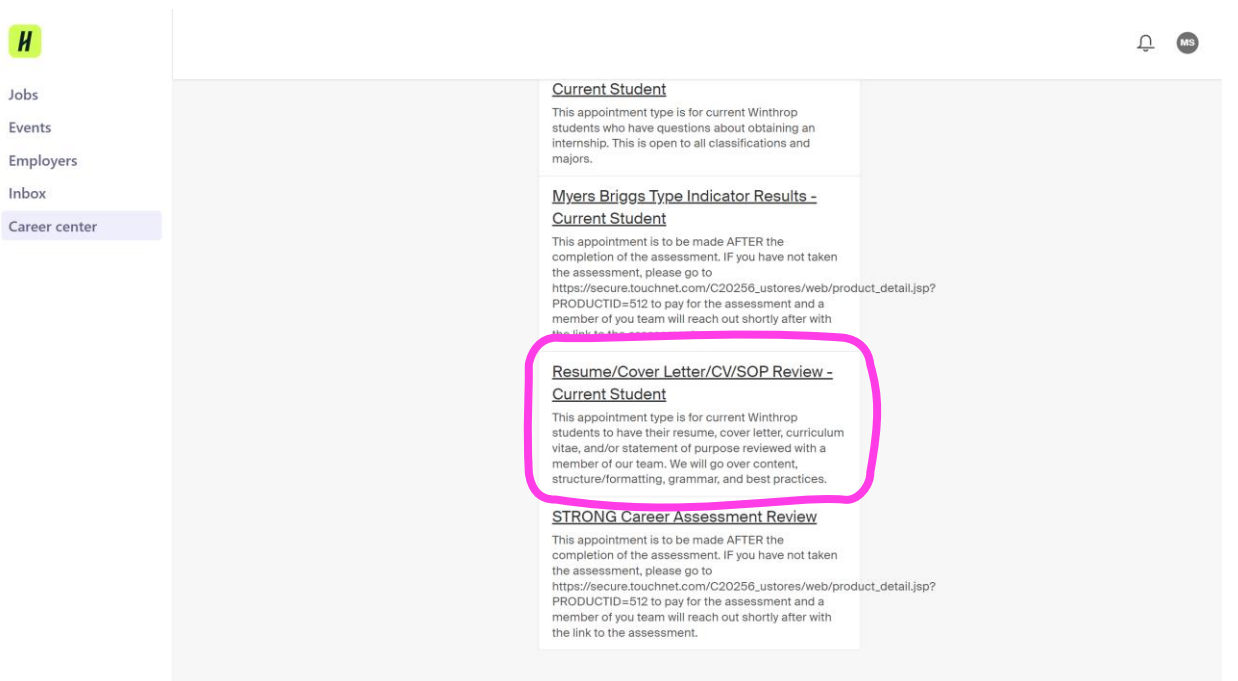 H
MS
Jobs
Events
Employers
Inbox
Career center
Current Student
This appointment type is for current Winthrop
students who have questions about obtaining an
internship. This is open to all classifications and
majors.
Myers Briggs Type Indicator Results -
Current Student
This appointment is to be made AFTER the
completion of the assessment. IF you have not taken
the assessment, please go to
https://secure.touchnet.com/C20256_ustores/web/product_detail.jsp?
PRODUCTID=512 to pay for the assessment and a
member of you team will reach out shortly after with
the link to the
Resume/Cover Letter/CV/SOP Review -
Current Student
This appointment type is for current Winthrop
students to have their resume, cover letter, curriculum
vitae, and/or statement of purpose reviewed with a
member of our team. We will go over content,
structure/formatting, grammar, and best practices.
STRONG Career Assessment Review
This appointment is to be made AFTER the
completion of the assessment. IF you have not taken
the assessment, please go to
https://secure.touchnet.com/C20256_ustores/web/product_detail.jsp?
PRODUCTID=512 to pay for the assessment and a
member of you team will reach out shortly after with
the link to the assessment.